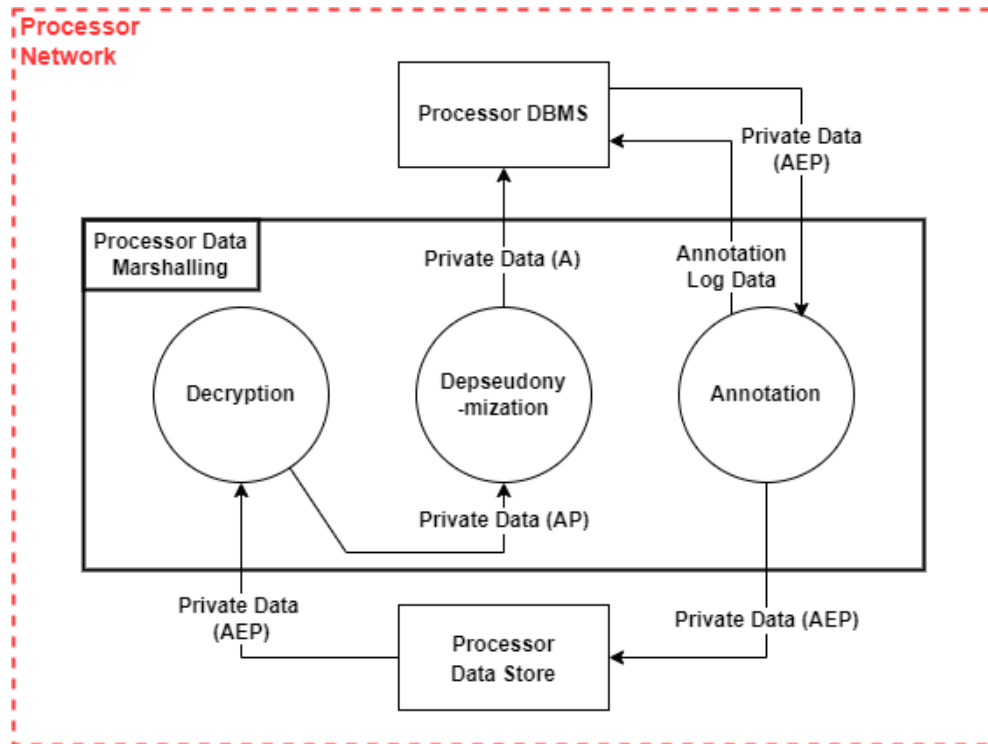 Processor
Network
Processor DBMS
Private Data
(AEP)
Processor Data
Marshalling
Private Data (A)
Annotation
Log Data
Decryption
Depseudony
-mization
Annotation
Private Data (AP)
Private Data
(AEP)
Processor
Data Store
Private Data (AEP)